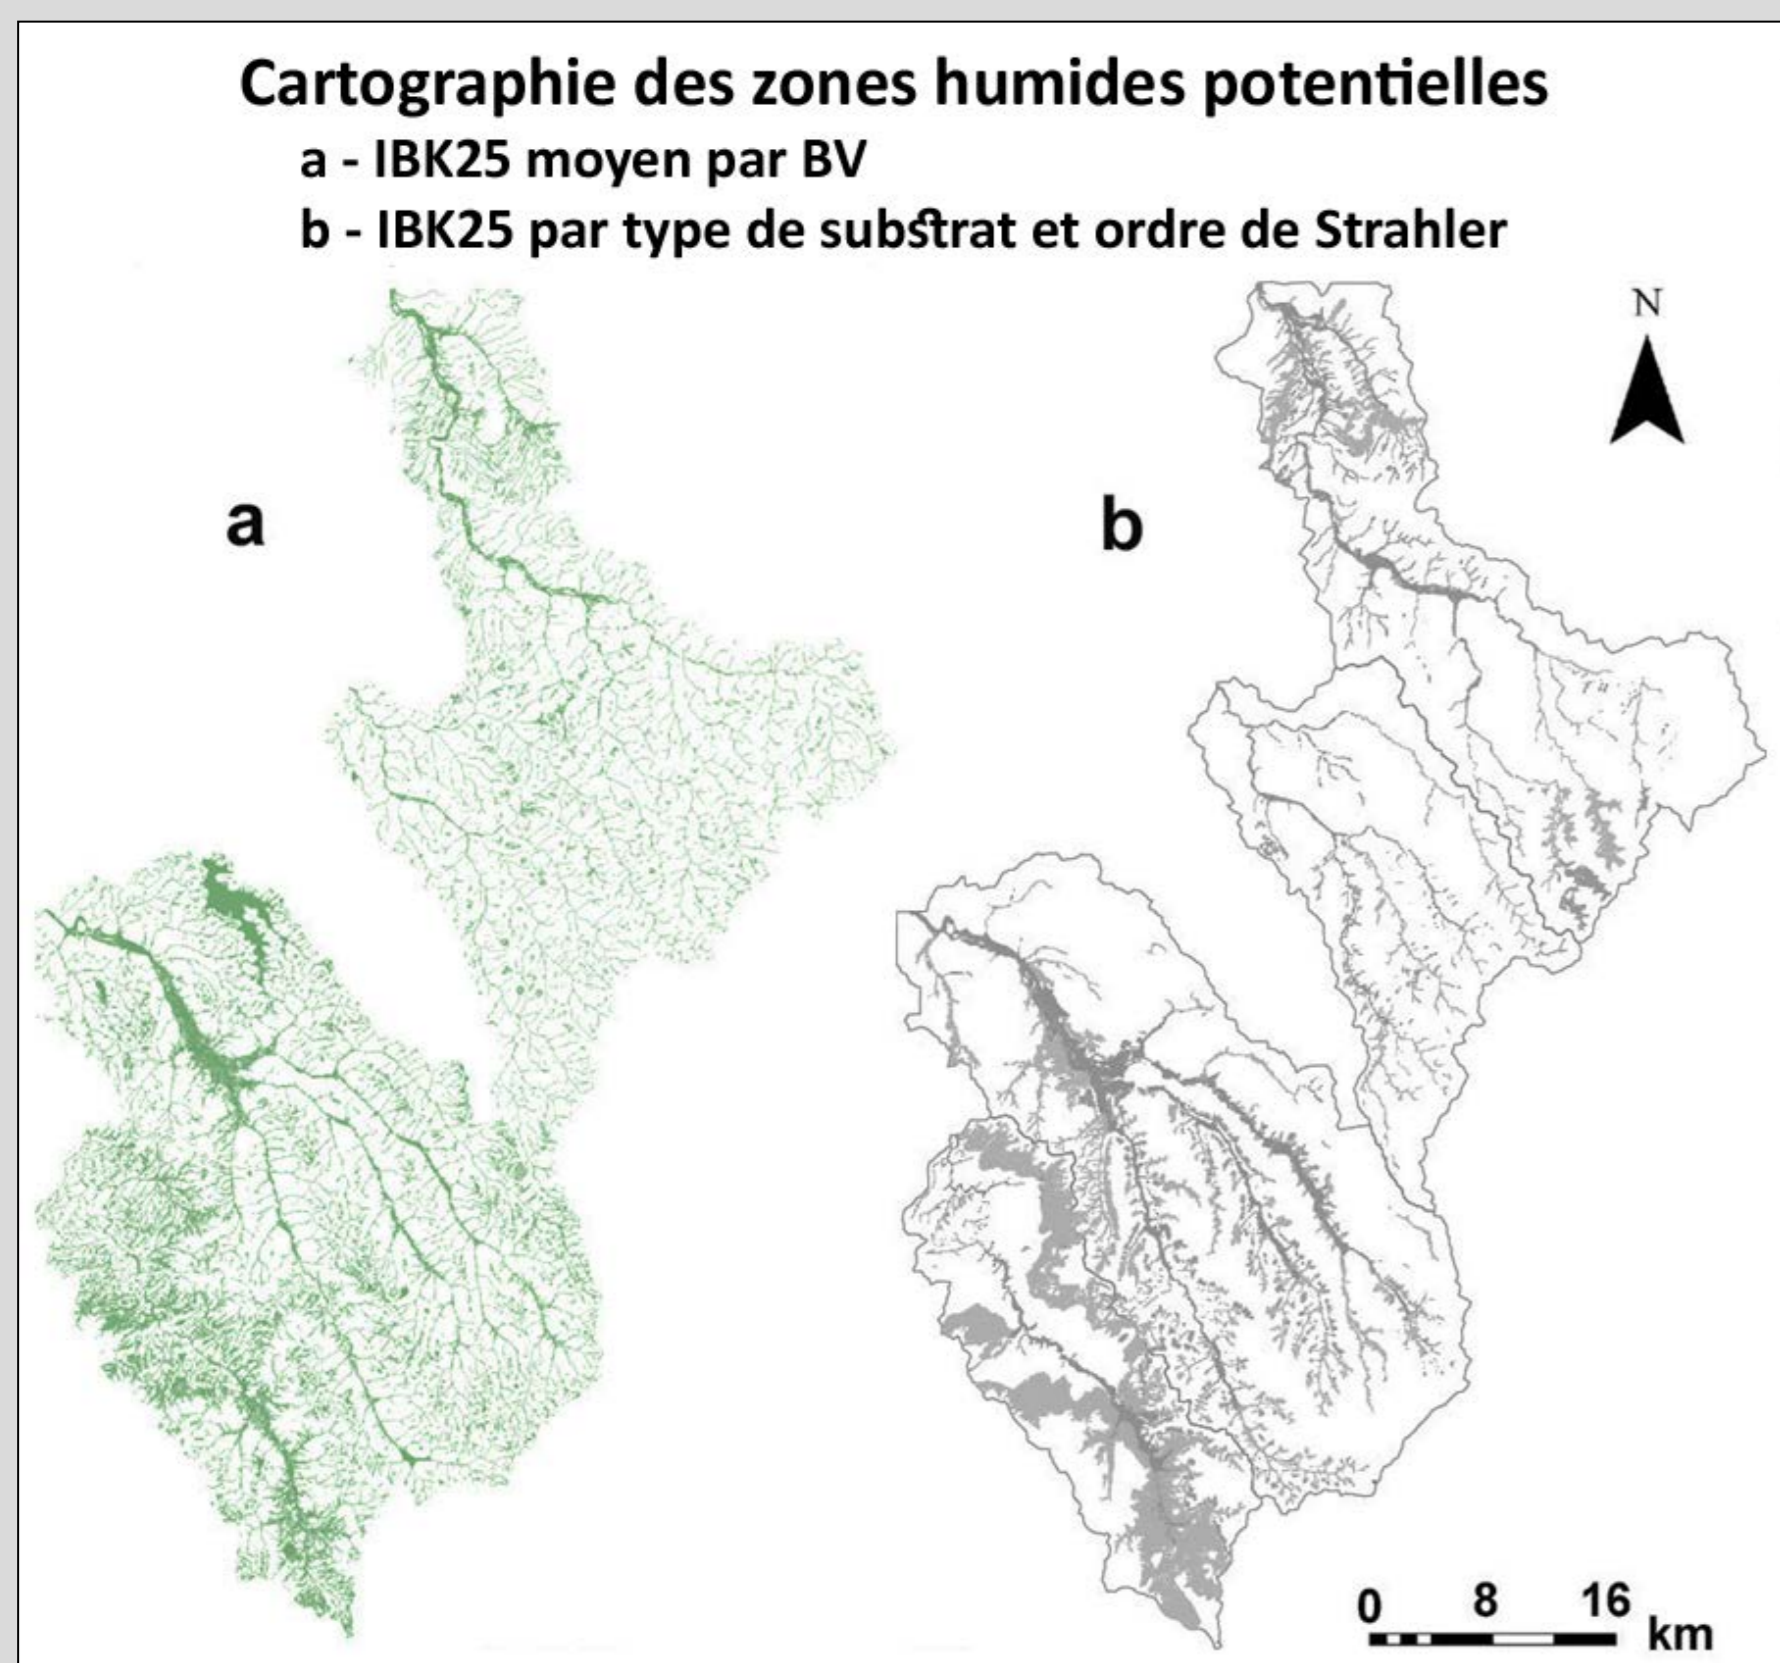 Cartographie des zones humides potentielles
a - IBK25 moyen par BV
b - IBK25 par type de substrat et ordre de Strahler
N
a
b
0 8 16 km